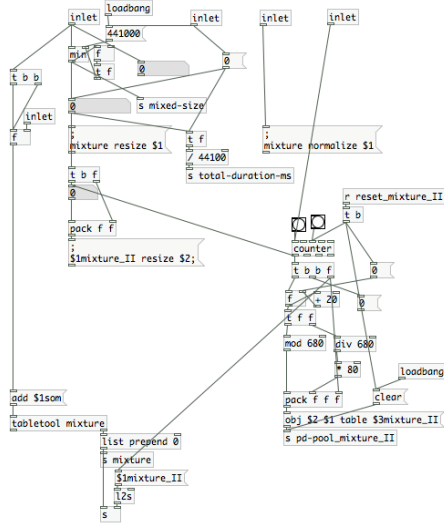 inlet
loadbang
inlet
inlet
inlet
441000
min
f
0
0
t b b
t f
0
s mixed-size
inlet
f
t f
;
mixture resize $1
;
mixture normalize $1
/ 44100
s total-duration-ms
t b f
0
r reset_mixture_II
t b
pack f f
;
$1mixture_II resize $2;
counter
t b b f
0
f
+ 20
0
t f f
mod 680
div 680
* 80
loadbang
add $1som
pack f f f
clear
tabletool mixture
obj $2 $1 table $3mixture_II
list prepend 0
s pd-pool_mixture_II
s mixture
$1mixture_II
l2s
s